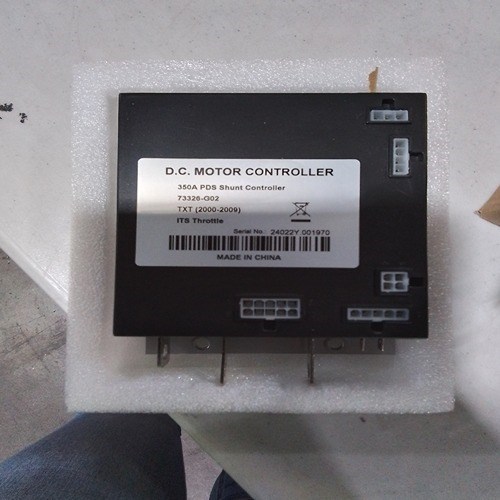 D.C. MOTOR CONTROLLER
350A PDS Shunt Controller
73326-G02
TXT (2000-2009)
ITS Throttle
Serial No.: 24022Y.001970
MADE IN CHINA